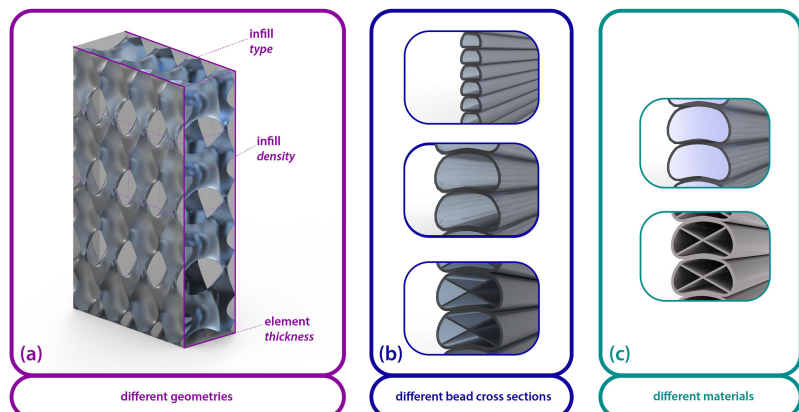 infill
type
infill
density
element
thickness
(a)
different geometries
(b)
different bead cross sections
(c)
different materials